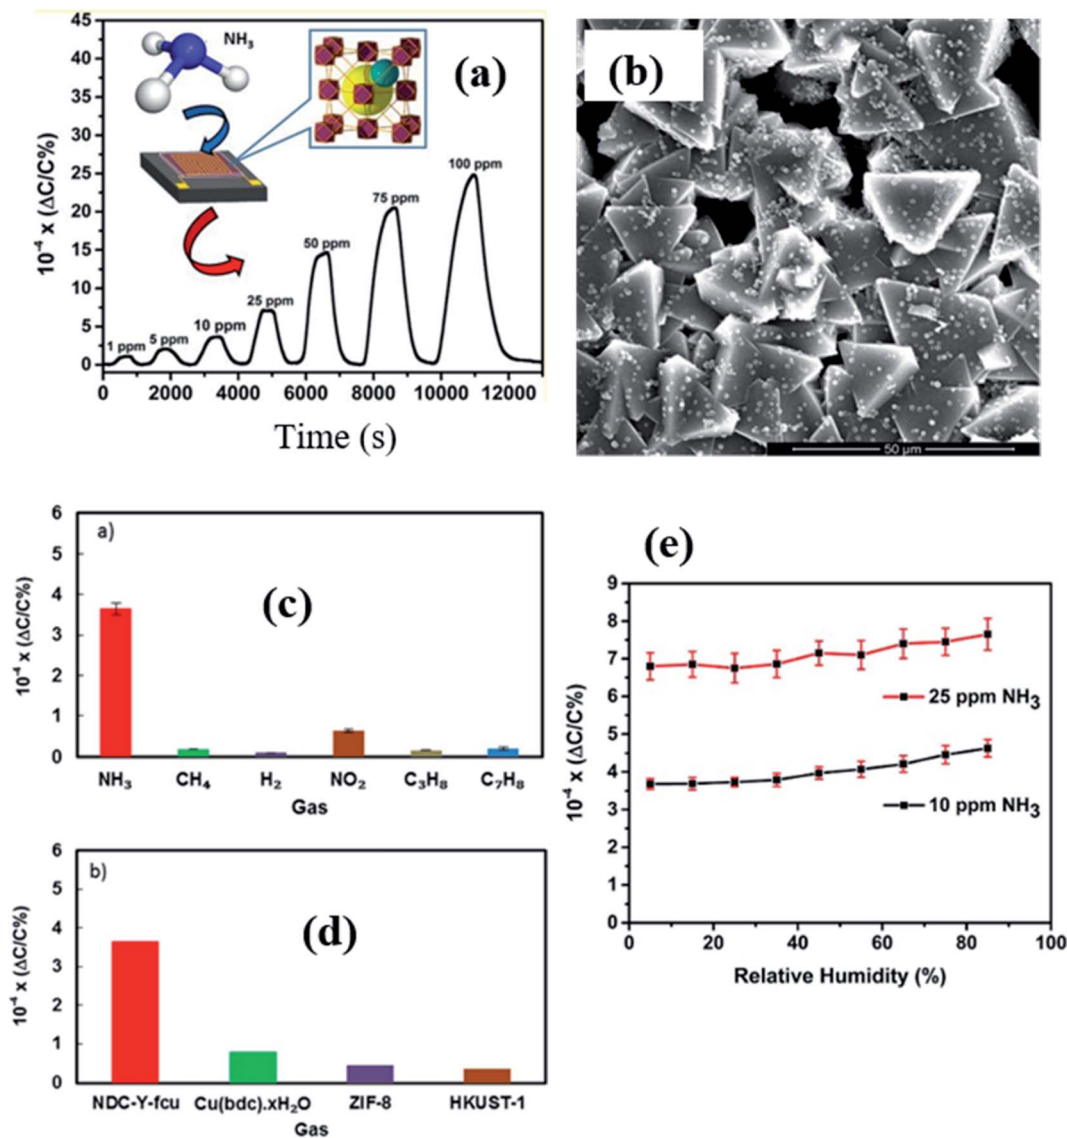 45
40
35
30
25
20
15
10
5
0
10⁻⁴ x (ΔC/C%)
NH₃
(a)
1 ppm
5 ppm
10 ppm
25 ppm
50 ppm
75 ppm
100 ppm
0 2000 4000 6000 8000 10000 12000
Time (s)
(b)
50 µm
6
5
4
3
2
1
0
10⁻⁴ x (ΔC/C%)
a)
(c)
NH₃ CH₄ H₂ NO₂ C₃H₈ C₇H₈
Gas
6
5
4
3
2
1
0
10⁻⁴ x (ΔC/C%)
b)
(d)
NDC-Y-fcu Cu(bdc).xH₂O ZIF-8 HKUST-1
Gas
(e)
9
8
7
6
5
4
3
2
1
0
10⁻⁴ x (ΔC/C%)
25 ppm NH₃
10 ppm NH₃
0 20 40 60 80 100
Relative Humidity (%)